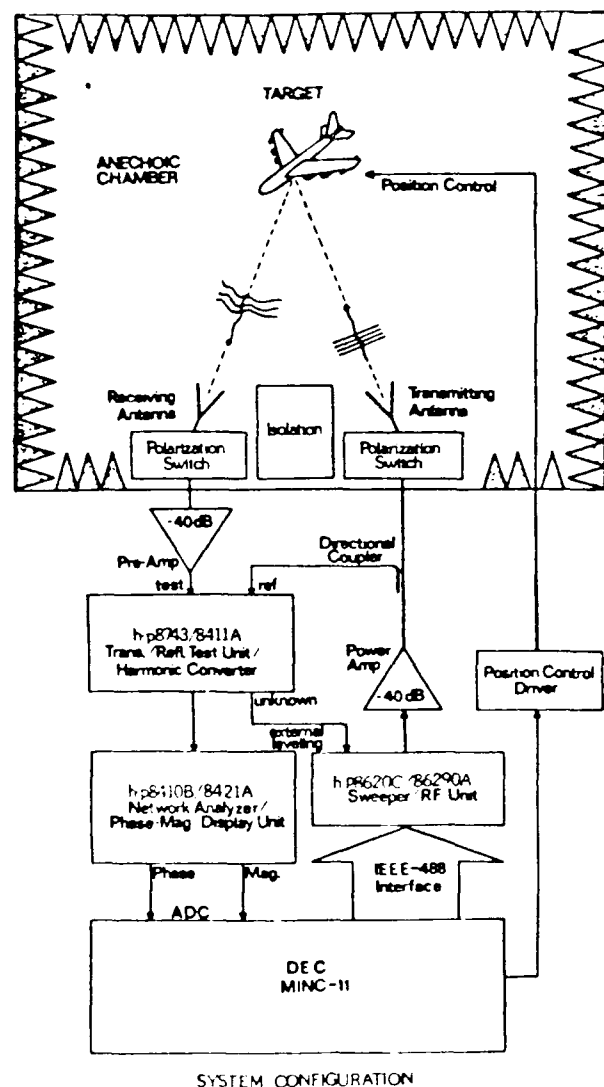 TARGET
ANECHOIC
CHAMBER
Position Control
Receiving
Antenna
Isolation
Transmitting
Antenna
Polarization
Switch
Polarization
Switch
-40dB
Pre-Amp
test
ref
Directional
Coupler
hp8743/8411A
Trans./Refl. Test Unit/
Harmonic Converter
Power
Amp
-40dB
Position Control
Driver
unknown
external
leveling
hp8410B/8421A
Network Analyzer/
Phase-Mag. Display Unit
hp8620C/86290A
Sweeper/RF Unit
Phase
Mag.
ADC
IEEE-488
Interface
DEC
MINC-11
SYSTEM CONFIGURATION